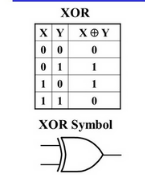 XOR
X Y X ⊕ Y
0 0 0
0 1 1
1 0 1
1 1 0
XOR Symbol